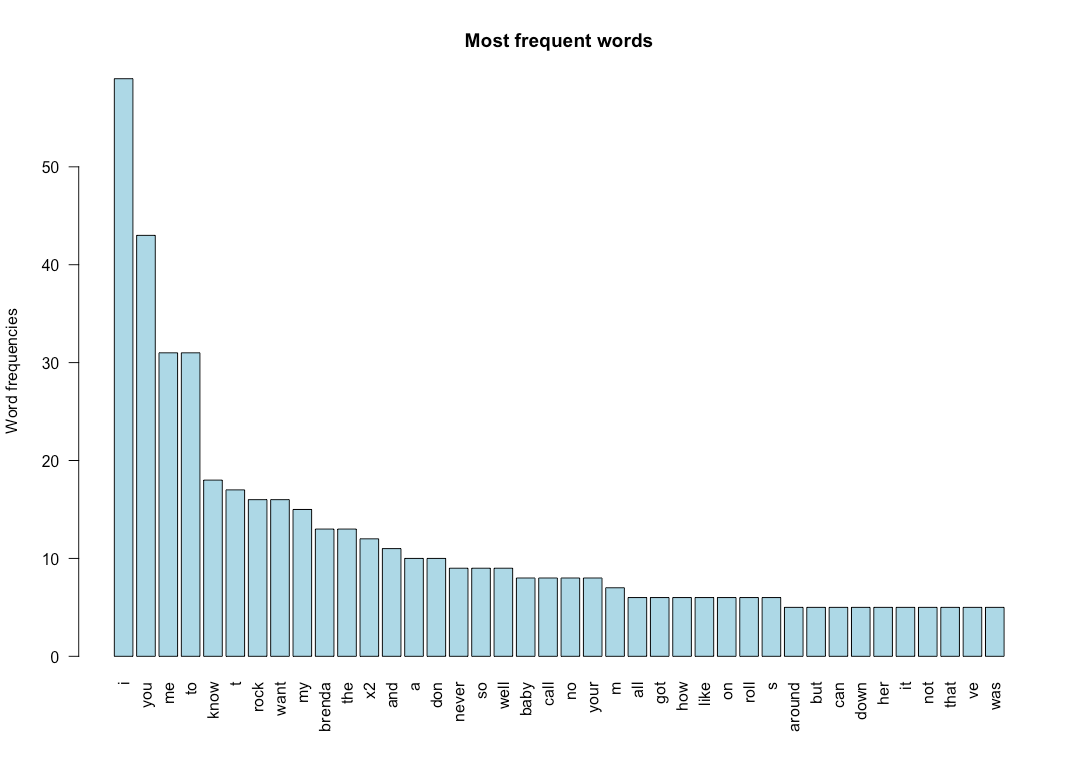 Most frequent words
Word frequencies
50
40
30
20
10
0
i
you
me
to
know
t
rock
want
my
brenda
the
x2
and
a
don
never
so
well
baby
call
no
your
m
all
got
how
like
on
roll
s
around
but
can
down
her
it
not
that
ve
was